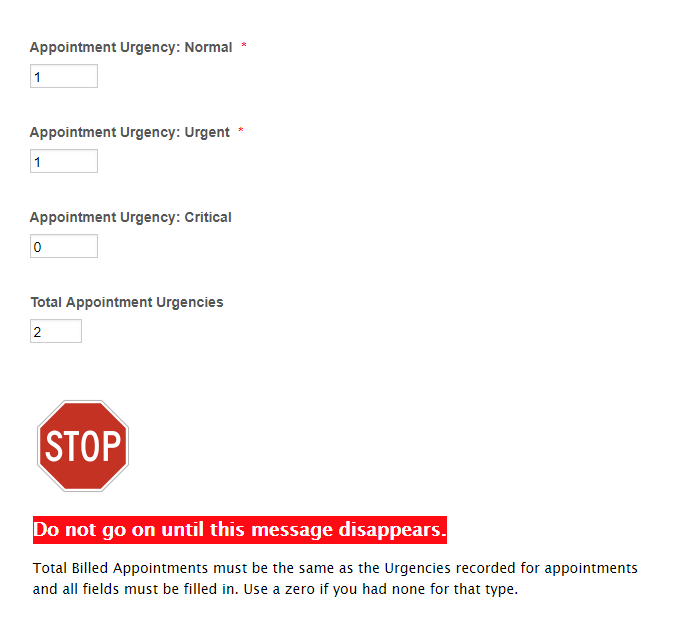 Appointment Urgency: Normal *
1
Appointment Urgency: Urgent *
1
Appointment Urgency: Critical
0
Total Appointment Urgencies
2
STOP
Do not go on until this message disappears.
Total Billed Appointments must be the same as the Urgencies recorded for appointments
and all fields must be filled in. Use a zero if you had none for that type.